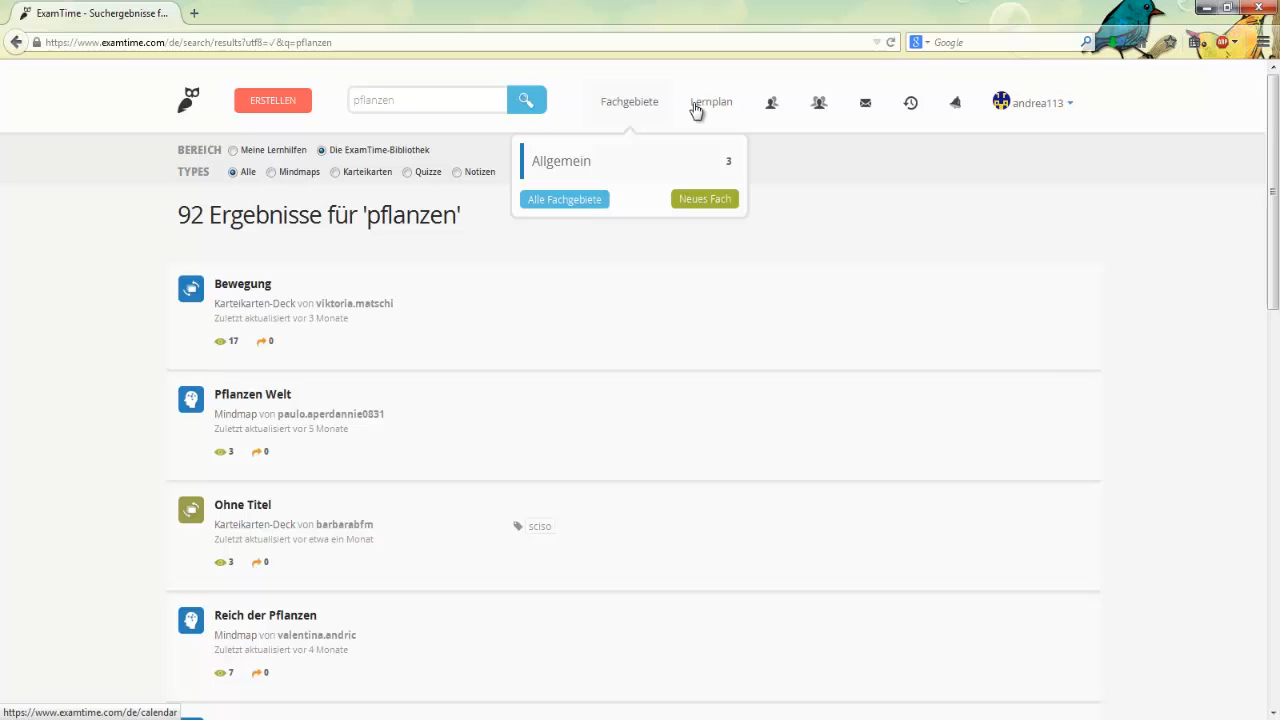 ExamTime - Suchergebnisse f...
https://www.examtime.com/de/search/results?utf8=✓&q=pflanzen
Google
ERSTELLEN
pflanzen
Fachgebiete
Lernplan
andrea113
BEREICH Meine Lernhilfen Die ExamTime-Bibliothek
TYPES Alle Mindmaps Karteikarten Quizze Notizen
Allgemein 3
Alle Fachgebiete Neues Fach
92 Ergebnisse für 'pflanzen'
Bewegung
Karteikarten-Deck von viktoria.matschi
Zuletzt aktualisiert vor 3 Monate
17 0
Pflanzen Welt
Mindmap von paulo.aperdannie0831
Zuletzt aktualisiert vor 5 Monate
3 0
Ohne Titel
Karteikarten-Deck von barbarabfm
sciso
Zuletzt aktualisiert vor etwa ein Monat
3 0
Reich der Pflanzen
Mindmap von valentina.andric
Zuletzt aktualisiert vor 4 Monate
7 0
https://www.examtime.com/de/calendar